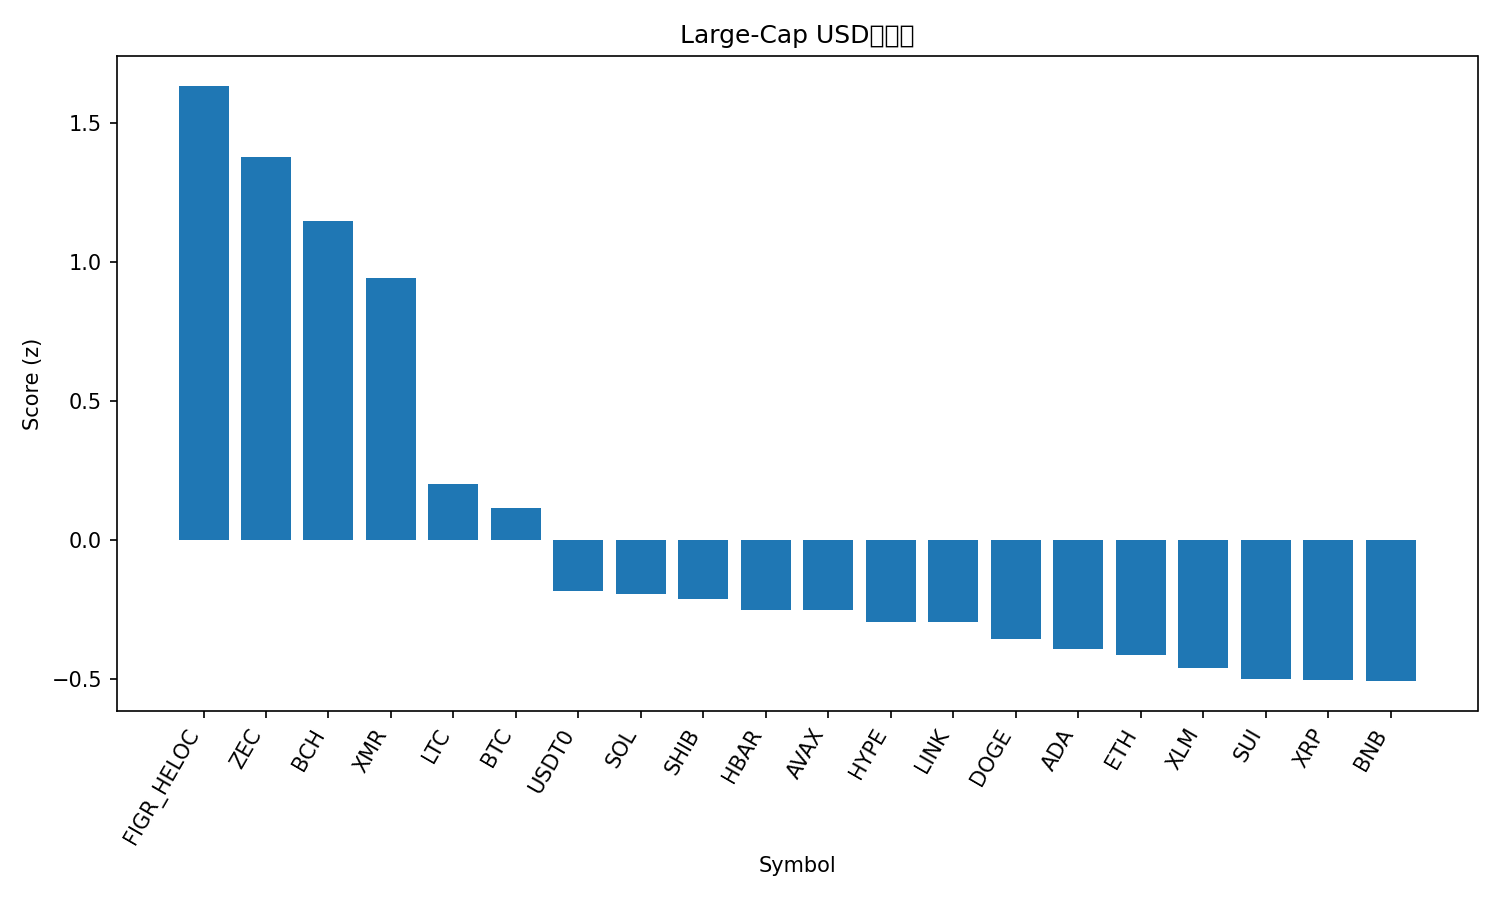 Large-Cap USD
Score (z)
1.5
1.0
0.5
0.0
−0.5
FIGR_HELOC
ZEC
BCH
XMR
LTC
BTC
USDT0
SOL
SHIB
HBAR
AVAX
HYPE
LINK
DOGE
ADA
ETH
XLM
SUI
XRP
BNB
Symbol